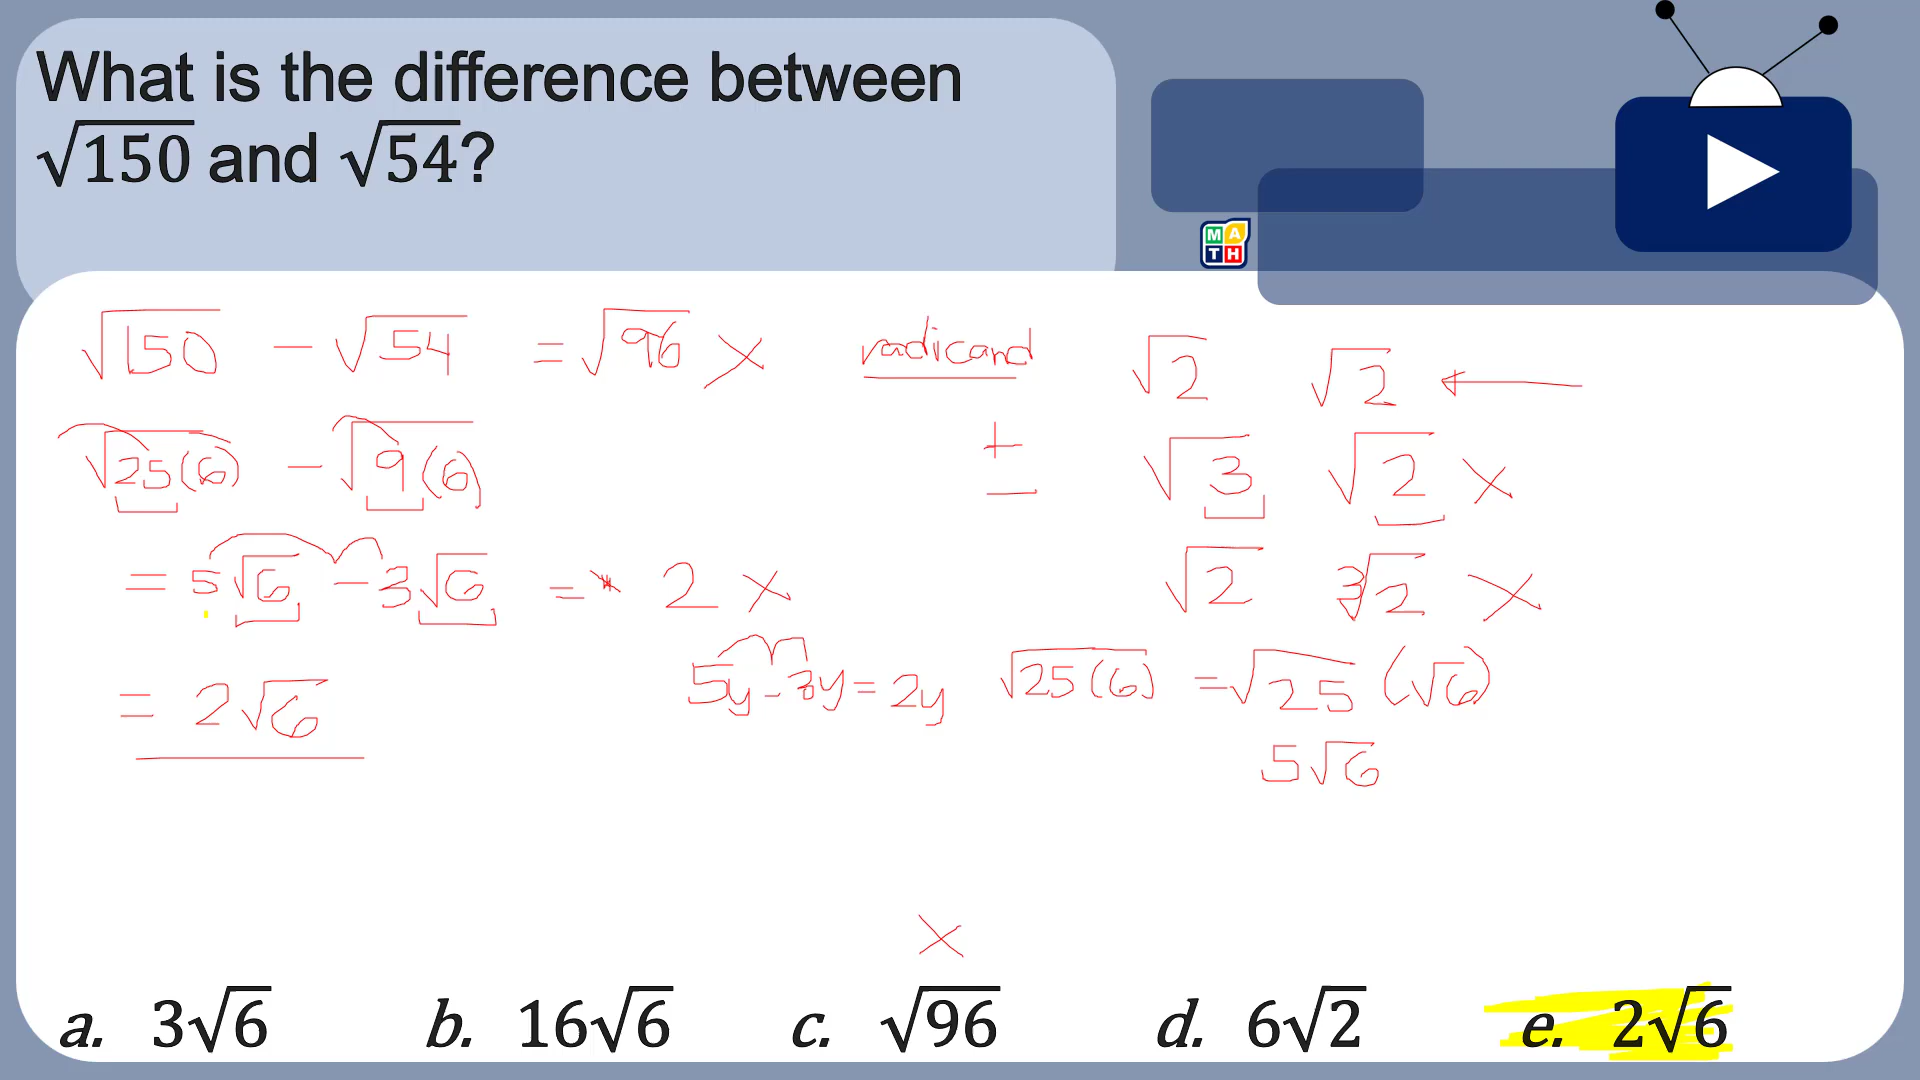 What is the difference between
√150 and √54?
M A
T H
√150 - √54 = √96 X
radicand
√2 √2
√25(6) - √9(6)
+
-
√3 √2 X
= 5√6 - 3√6 = 2 X
√2 ³√2 X
= 2√6
5y - 3y = 2y
√25(6) = √25 (√6)
5√6
X
a. 3√6 b. 16√6 c. √96 d. 6√2 e. 2√6